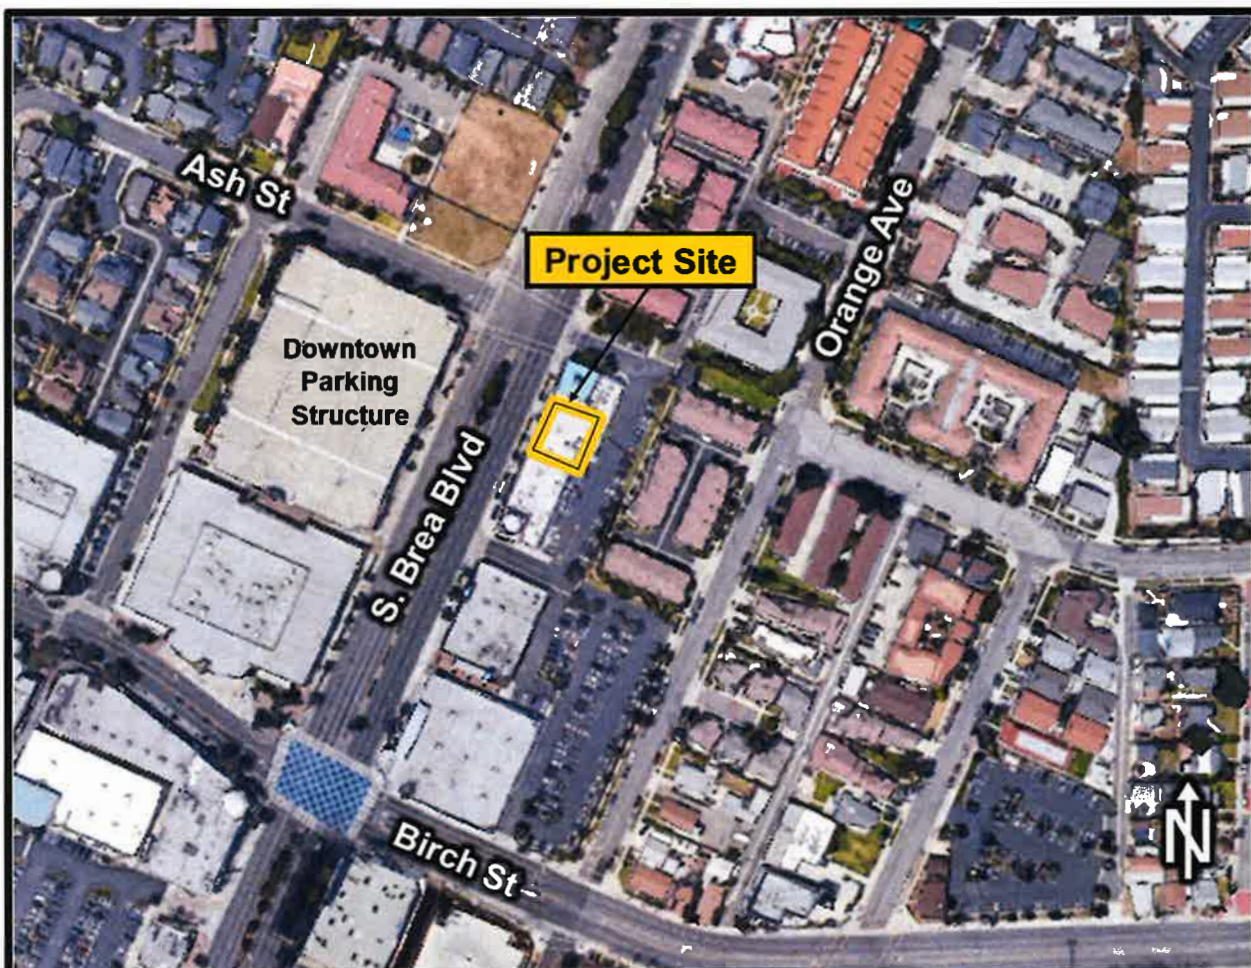 Ash St
Project Site
Orange Ave
Downtown
Parking
Structure
S. Brea Blvd
Birch St
N